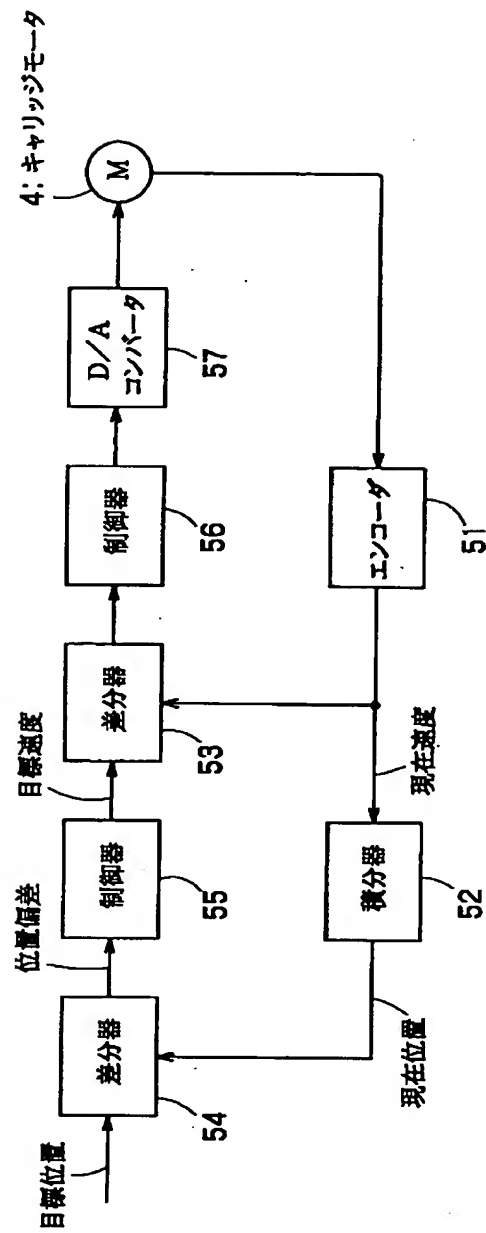 目標位置
差分器
54
位置偏差
制御器
55
目標速度
差分器
53
制御器
56
D/A
コンバータ
57
M
4: キャリッジモータ
エンコーダ
51
現在速度
積分器
52
現在位置